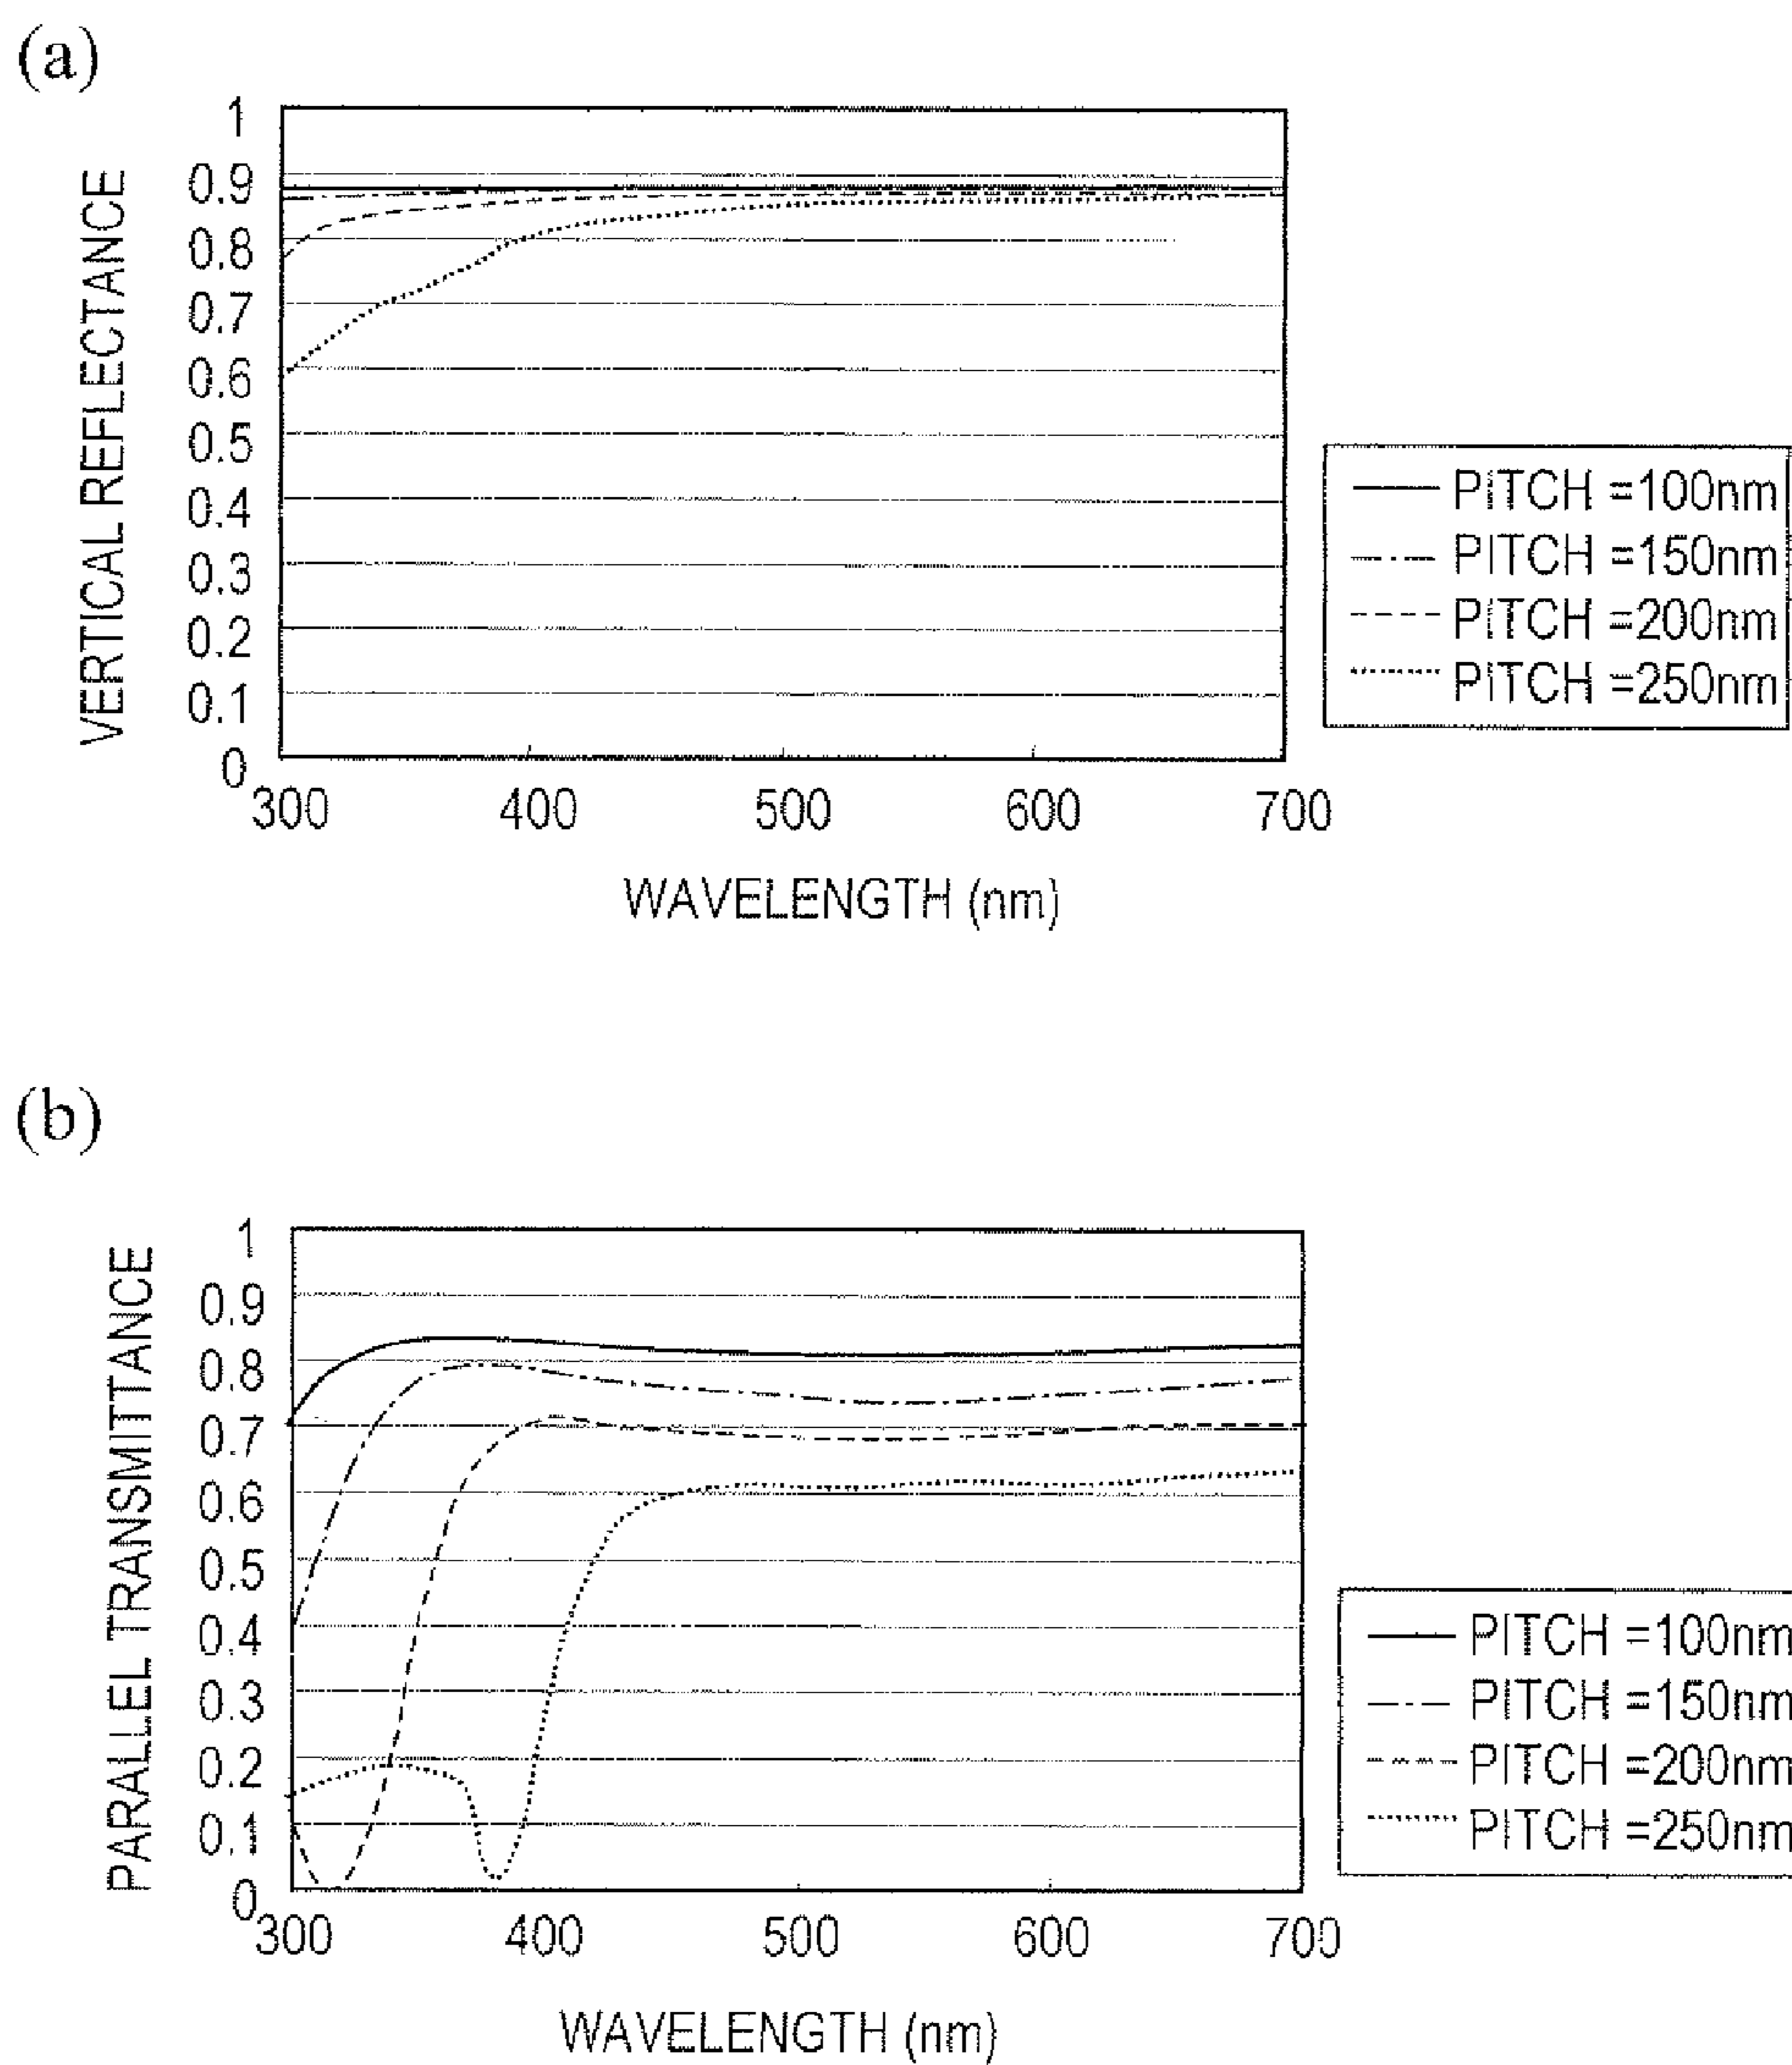 (a)
VERTICAL REFLECTANCE
1
0.9
0.8
0.7
0.6
0.5
0.4
0.3
0.2
0.1
0
300 400 500 600 700
WAVELENGTH (nm)
PITCH =100nm
PITCH =150nm
PITCH =200nm
PITCH =250nm
(b)
PARALLEL TRANSMITTANCE
1
0.9
0.8
0.7
0.6
0.5
0.4
0.3
0.2
0.1
0
300 400 500 600 700
WAVELENGTH (nm)
PITCH =100nm
PITCH =150nm
PITCH =200nm
PITCH =250nm